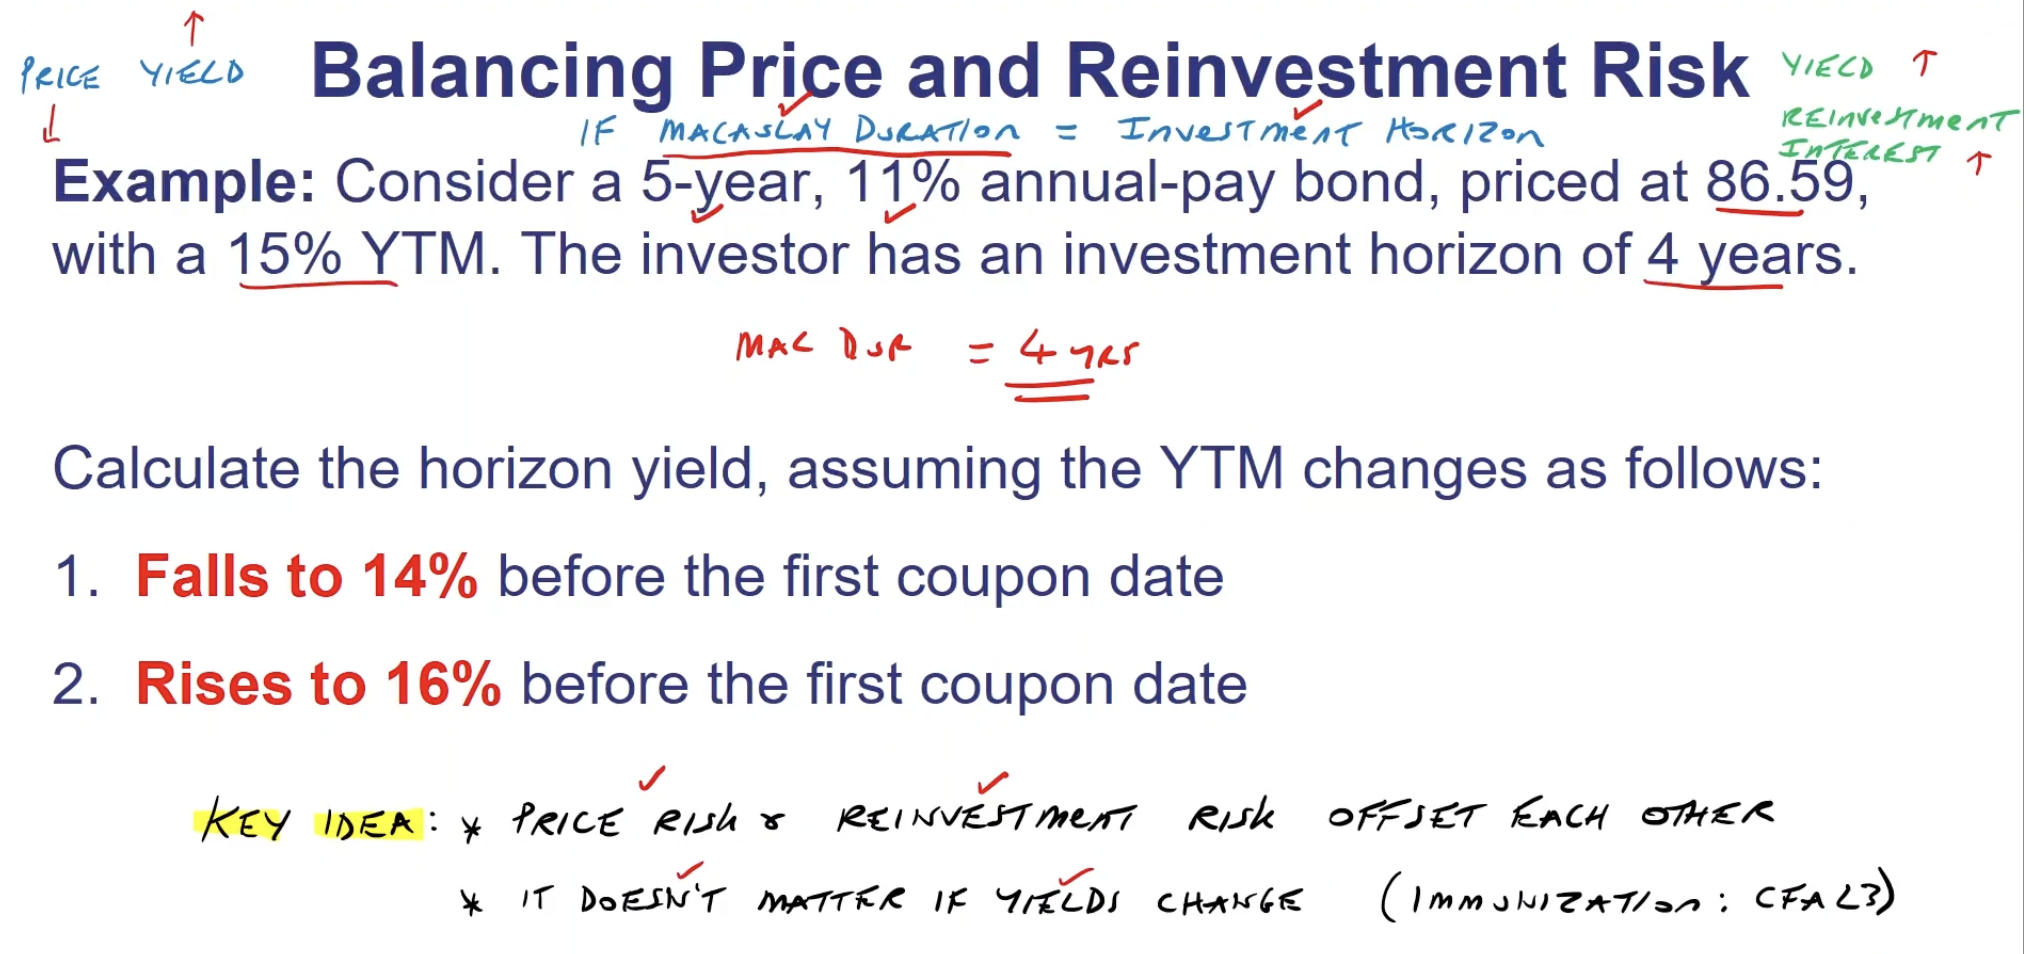 ↑
PRICE YIELD
↓
Balancing Price and Reinvestment Risk
YIELD ↑
REINVESTMENT
INTEREST ↑
IF MACASLAY DURATION = INVESTMENT HORIZON
Example: Consider a 5-year, 11% annual-pay bond, priced at 86.59,
with a 15% YTM. The investor has an investment horizon of 4 years.
MAC DUR = 4 YRS
Calculate the horizon yield, assuming the YTM changes as follows:
1. Falls to 14% before the first coupon date
2. Rises to 16% before the first coupon date
KEY IDEA: * PRICE RISK & REINVESTMENT RISK OFFSET EACH OTHER
* IT DOESN'T MATTER IF YIELDS CHANGE (IMMUNIZATION: CFA L3)